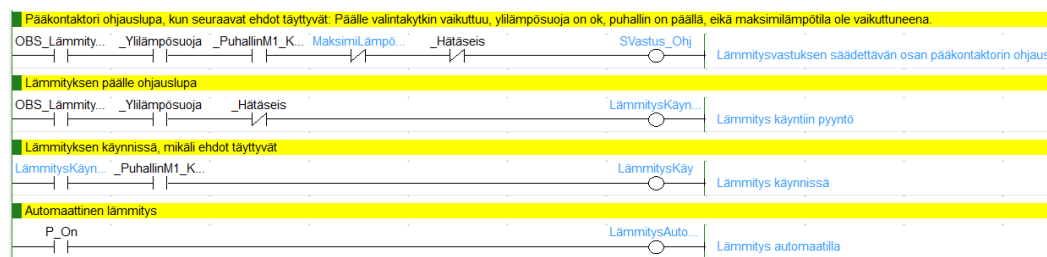 Pääkontaktori ohjauslupa, kun seuraavat ehdot täyttyvät: Päälle valintakytkin vaikuttuu, ylilämpösuoja on ok, puhallin on päällä, eikä maksimilämpötila ole vaikuttuneena.
OBS_Lämmity... _Ylilämpösuoja _PuhallinM1_K... MaksimiLämpö... _Hätäseis SVastus_Ohj
Lämmitysvastuksen säädettävän osan pääkontaktorin ohjaus
Lämmityksen päälle ohjauslupa
OBS_Lämmity... _Ylilämpösuoja _Hätäseis LämmitysKäyn...
Lämmitys käyntiin pyyntö
Lämmityksen käynnissä, mikäli ehdot täyttyvät
LämmitysKäyn... _PuhallinM1_K... LämmitysKäy
Lämmitys käynnissä
Automaattinen lämmitys
P_On LämmitysAuto...
Lämmitys automaatilla